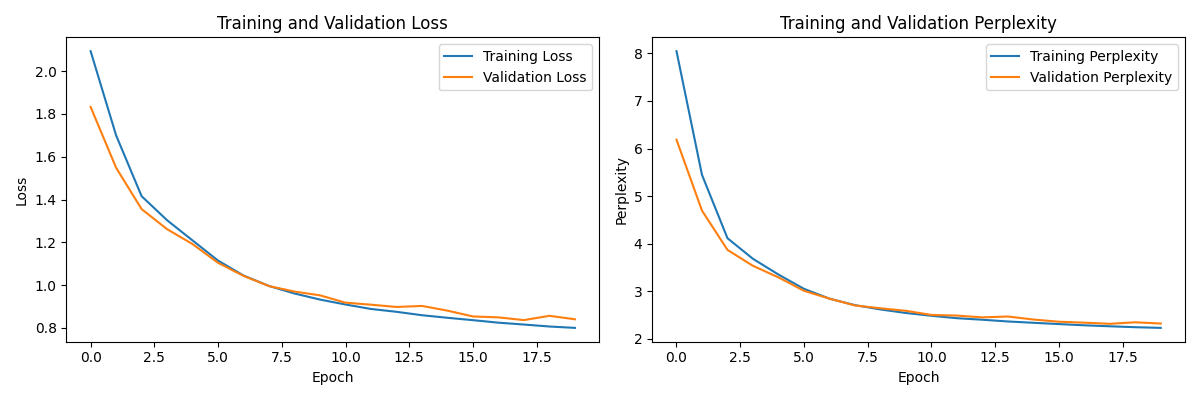 Training and Validation Loss
Training Loss
Validation Loss
2.0
1.8
1.6
1.4
1.2
1.0
0.8
Loss
0.0 2.5 5.0 7.5 10.0 12.5 15.0 17.5
Epoch
Training and Validation Perplexity
Training Perplexity
Validation Perplexity
8
7
6
5
4
3
2
Perplexity
0.0 2.5 5.0 7.5 10.0 12.5 15.0 17.5
Epoch